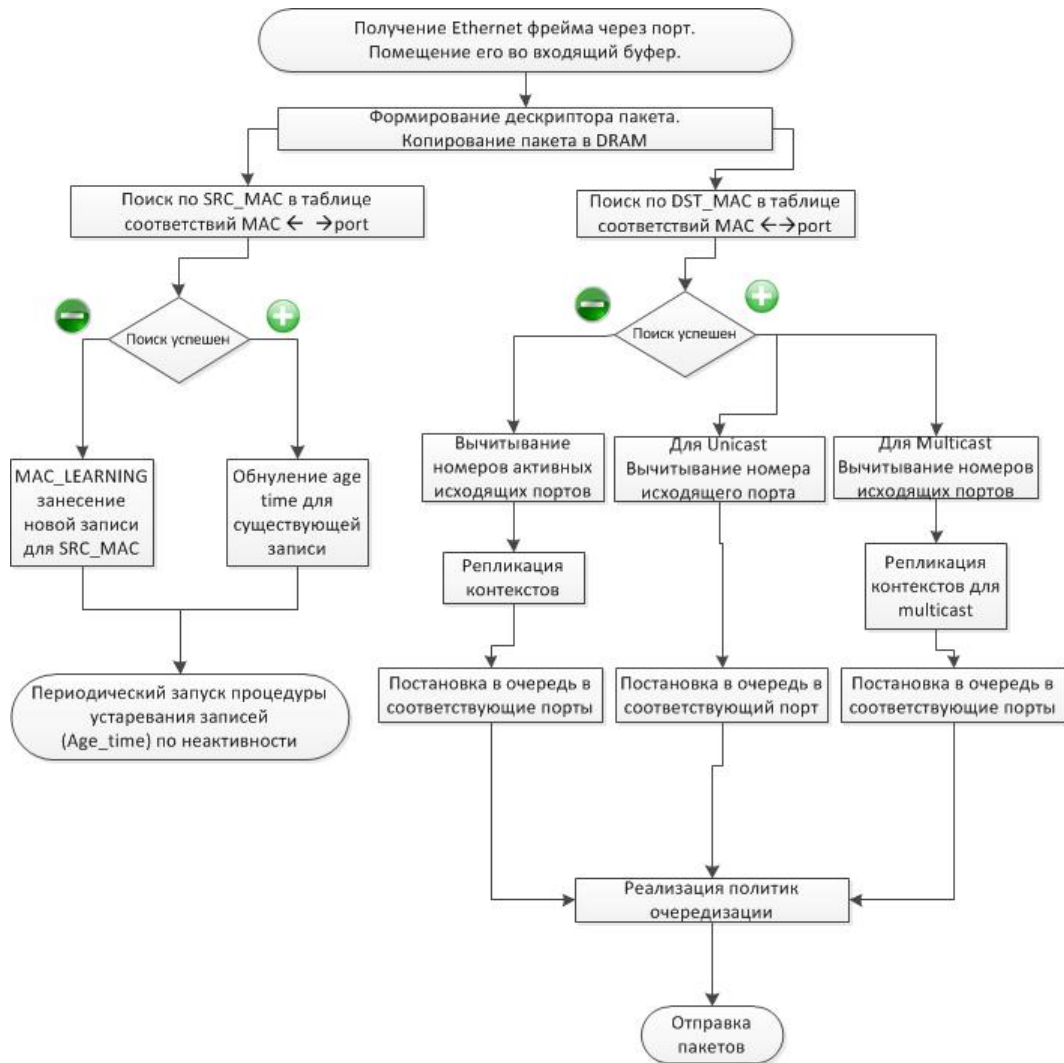 Получение Ethernet фрейма через порт.
Помещение его во входящий буфер.
Формирование дескриптора пакета.
Копирование пакета в DRAM
Поиск по SRC_MAC в таблице
соответствий MAC ← →port
Поиск по DST_MAC в таблице
соответствий MAC ←→port
Поиск успешен
Поиск успешен
MAC_LEARNING
занесение
новой записи
для SRC_MAC
Обнуление age
time для
существующей
записи
Вычитывание
номеров активных
исходящих портов
Для Unicast
Вычитывание номера
исходящего порта
Для Multicast
Вычитывание номеров
исходящих портов
Репликация
контекстов
Репликация
контекстов для
multicast
Периодический запуск процедуры
устаревания записей
(Age_time) по неактивности
Постановка в очередь в
соответствующие порты
Постановка в очередь в
соответствующий порт
Постановка в очередь в
соответствующие порты
Реализация политик
очередизации
Отправка
пакетов